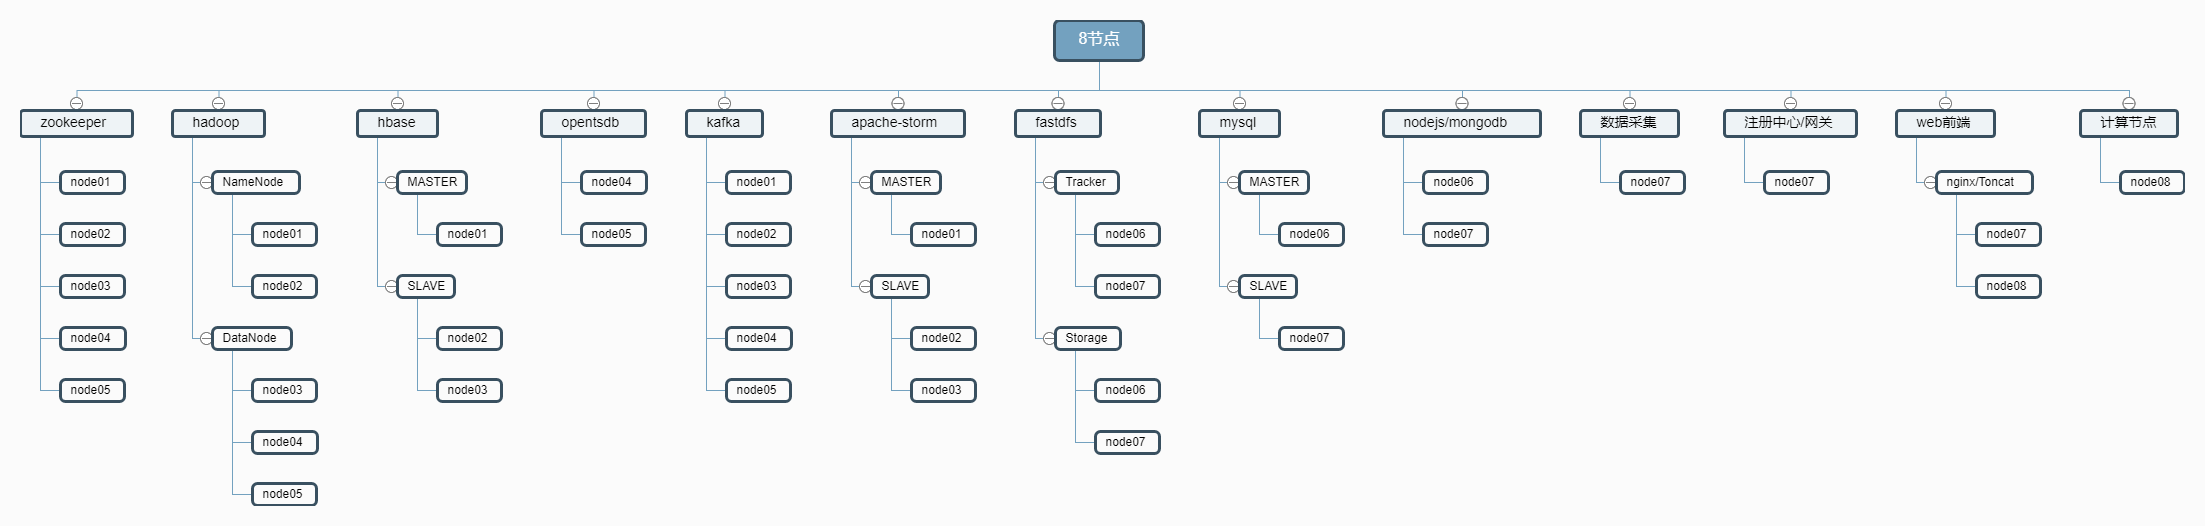 8节点
zookeeper
node01
node02
node03
node04
node05
hadoop
NameNode
node01
node02
DataNode
node03
node04
node05
hbase
MASTER
node01
SLAVE
node02
node03
opentsdb
node04
node05
kafka
node01
node02
node03
node04
node05
apache-storm
MASTER
node01
SLAVE
node02
node03
fastdfs
Tracker
node06
node07
Storage
node06
node07
mysql
MASTER
node06
SLAVE
node07
nodejs/mongodb
node06
node07
数据采集
node07
注册中心/网关
node07
web前端
nginx/Toncat
node07
node08
计算节点
node08